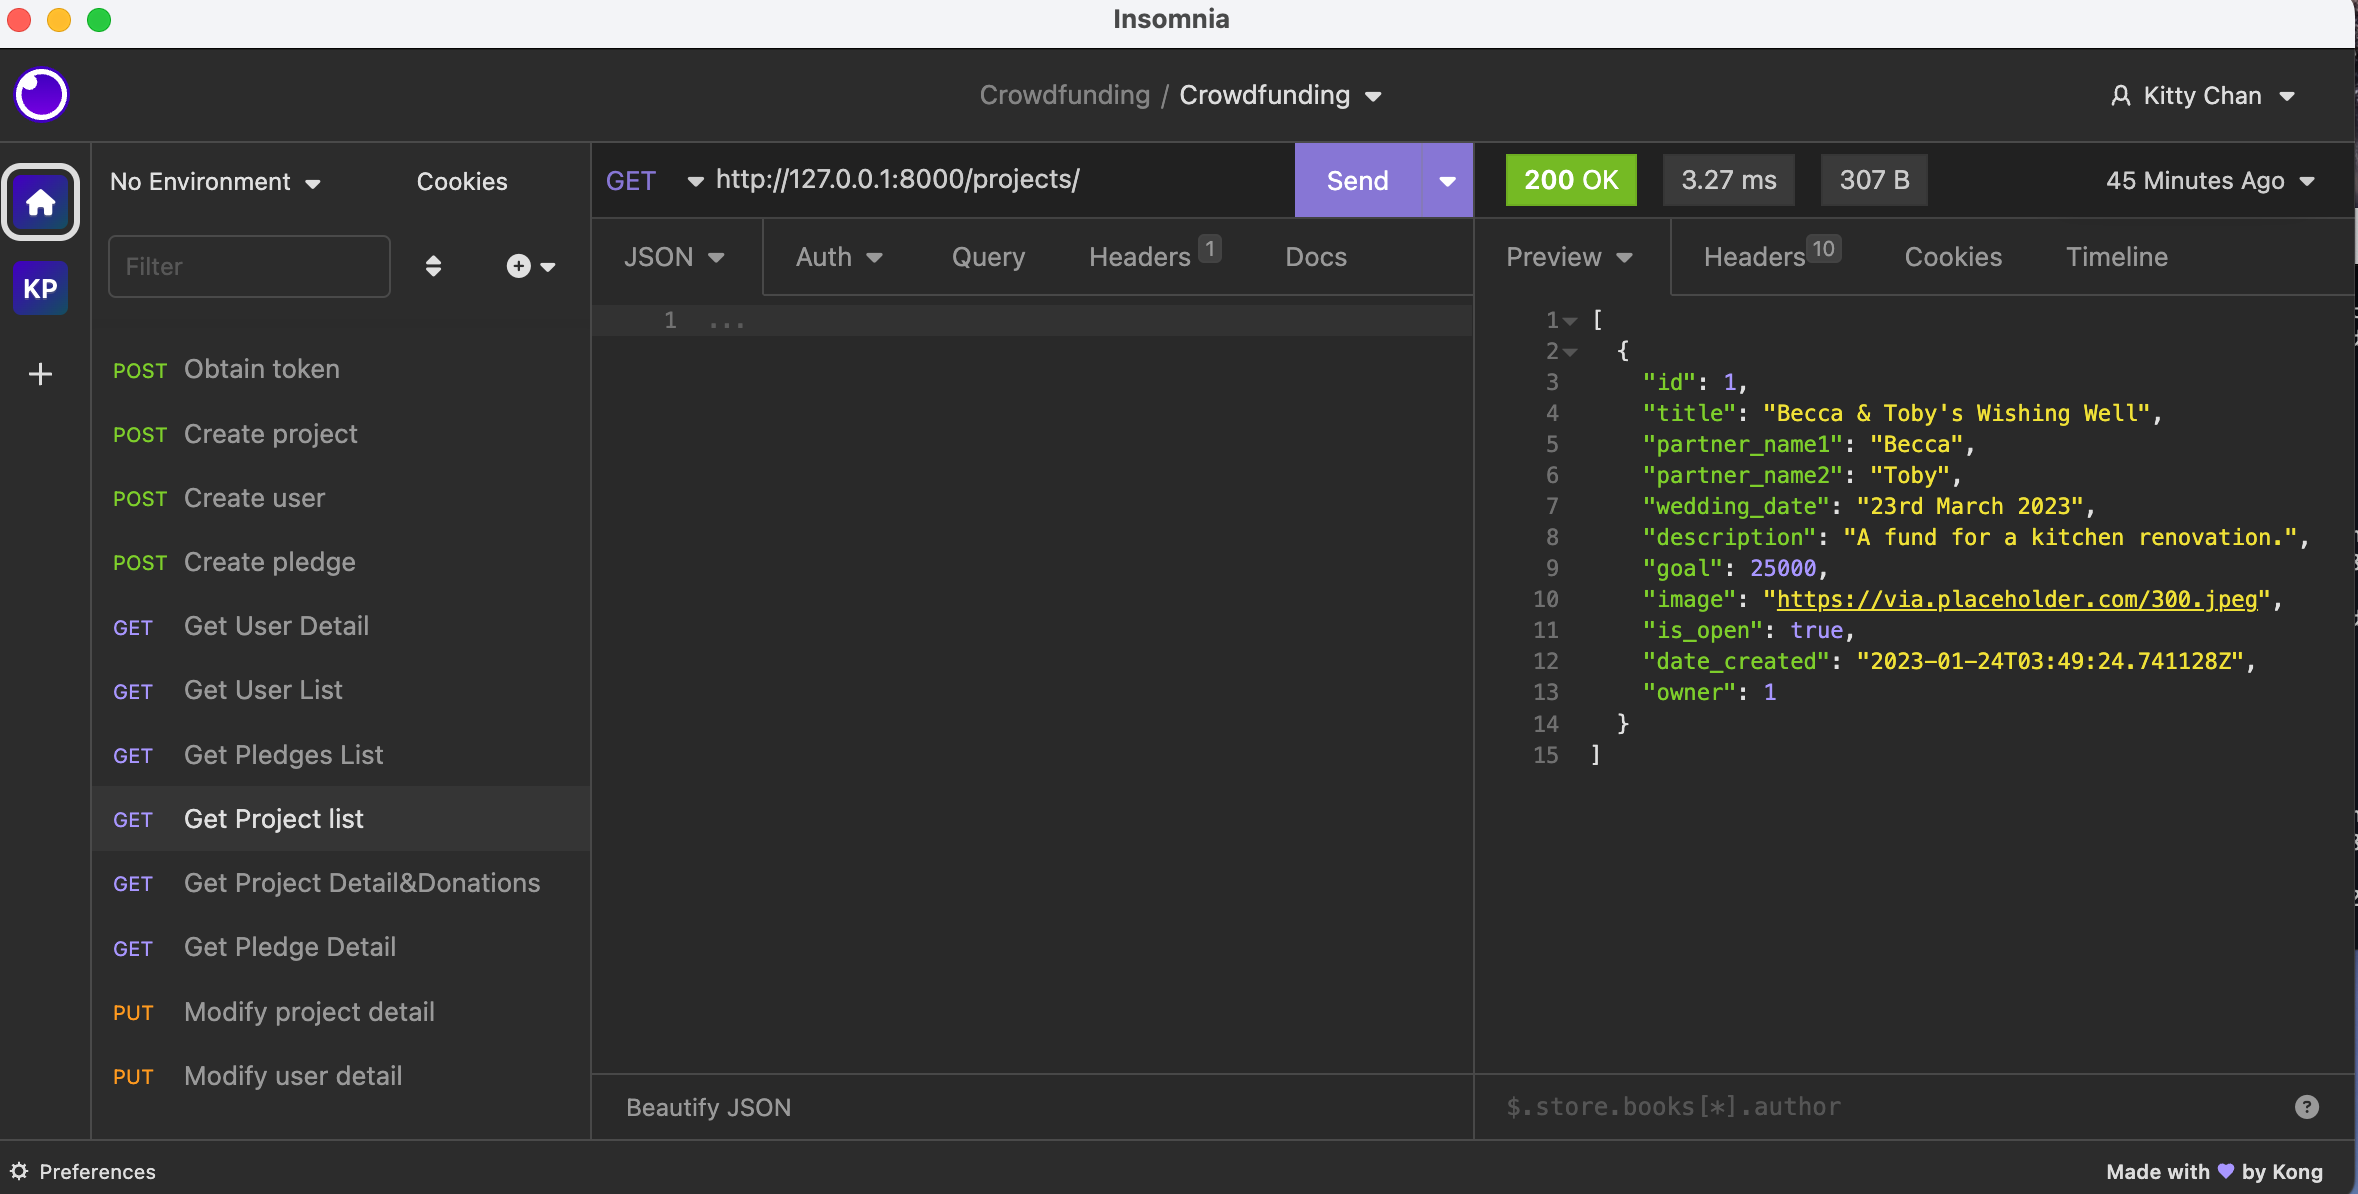 Insomnia
Crowdfunding / Crowdfunding
Kitty Chan
KP
No Environment
Cookies
Filter
POST Obtain token
POST Create project
POST Create user
POST Create pledge
GET Get User Detail
GET Get User List
GET Get Pledges List
GET Get Project list
GET Get Project Detail&Donations
GET Get Pledge Detail
PUT Modify project detail
PUT Modify user detail
GET http://127.0.0.1:8000/projects/ Send
JSON Auth Query Headers 1 Docs
1 ...
Beautify JSON
200 OK 3.27 ms 307 B 45 Minutes Ago
Preview Headers 10 Cookies Timeline
1 [
2 {
3 "id": 1,
4 "title": "Becca & Toby's Wishing Well",
5 "partner_name1": "Becca",
6 "partner_name2": "Toby",
7 "wedding_date": "23rd March 2023",
8 "description": "A fund for a kitchen renovation.",
9 "goal": 25000,
10 "image": "https://via.placeholder.com/300.jpeg",
11 "is_open": true,
12 "date_created": "2023-01-24T03:49:24.741128Z",
13 "owner": 1
14 }
15 ]
$.store.books[*].author ?
Preferences
Made with 💜 by Kong